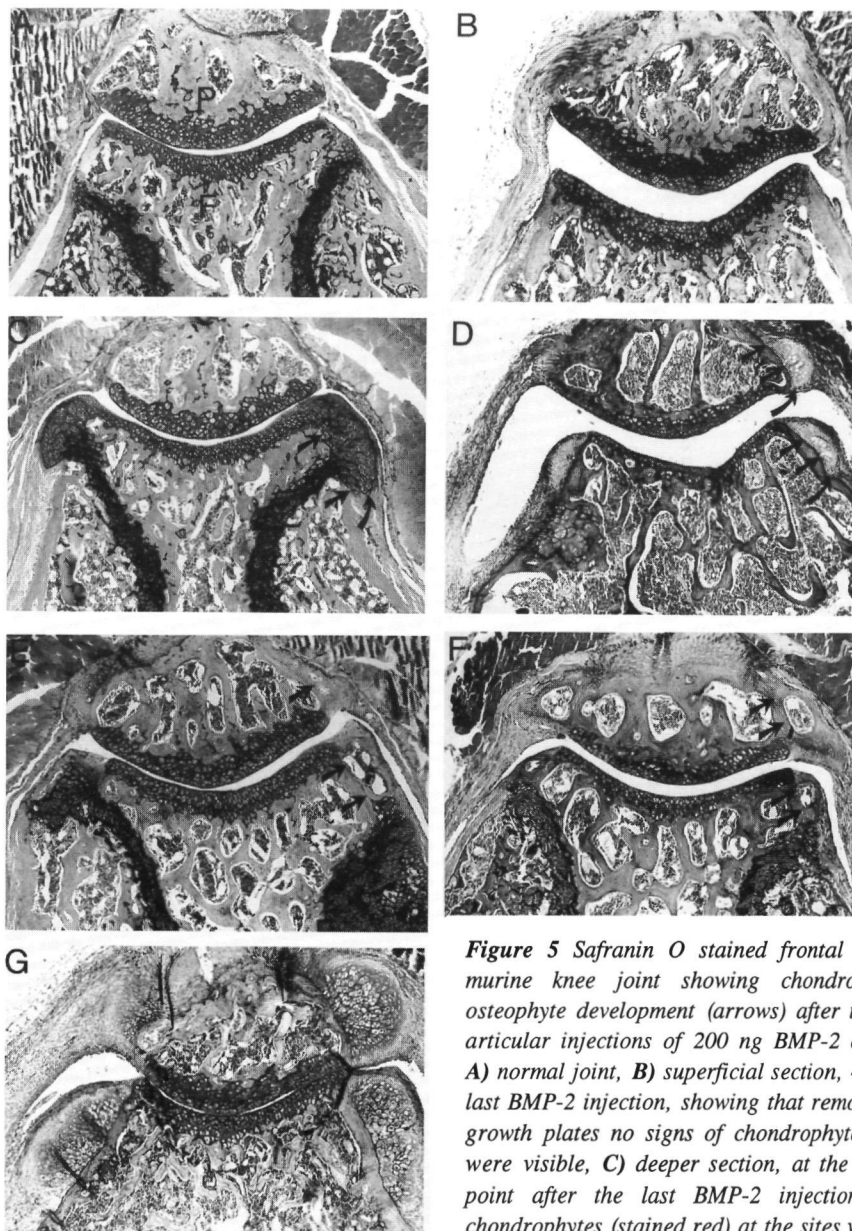 A
B
P
F
C
D
E
F
G
Figure 5 Safranin O stained frontal
murine knee joint showing chondro
osteophyte development (arrows) after t
articular injections of 200 ng BMP-2
A) normal joint, B) superficial section,
last BMP-2 injection, showing that remo
growth plates no signs of chondrophyt
were visible, C) deeper section, at the
point after the last BMP-2 injection
chondrophytes (stained red) at the sites